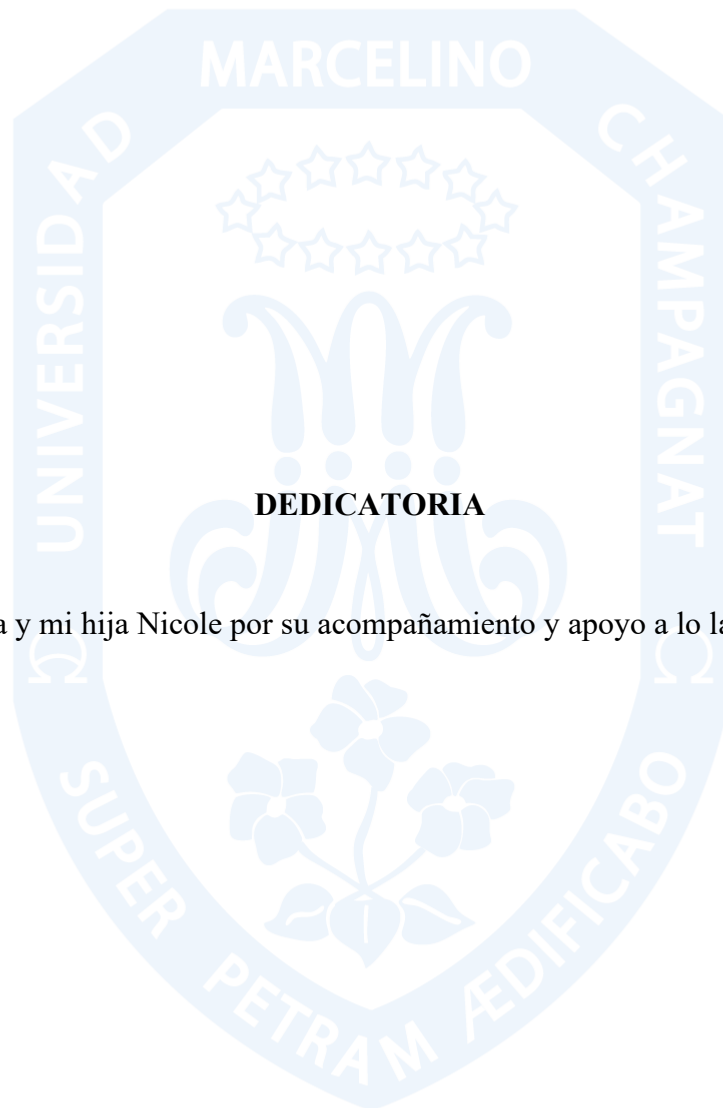 MARCELINO
UNIVERSIDAD
CHAMPAGNAT
DEDICATORIA
y mi hija Nicole por su acompañamiento y apoyo a lo
SUPER PETRAM ÆDIFICABO